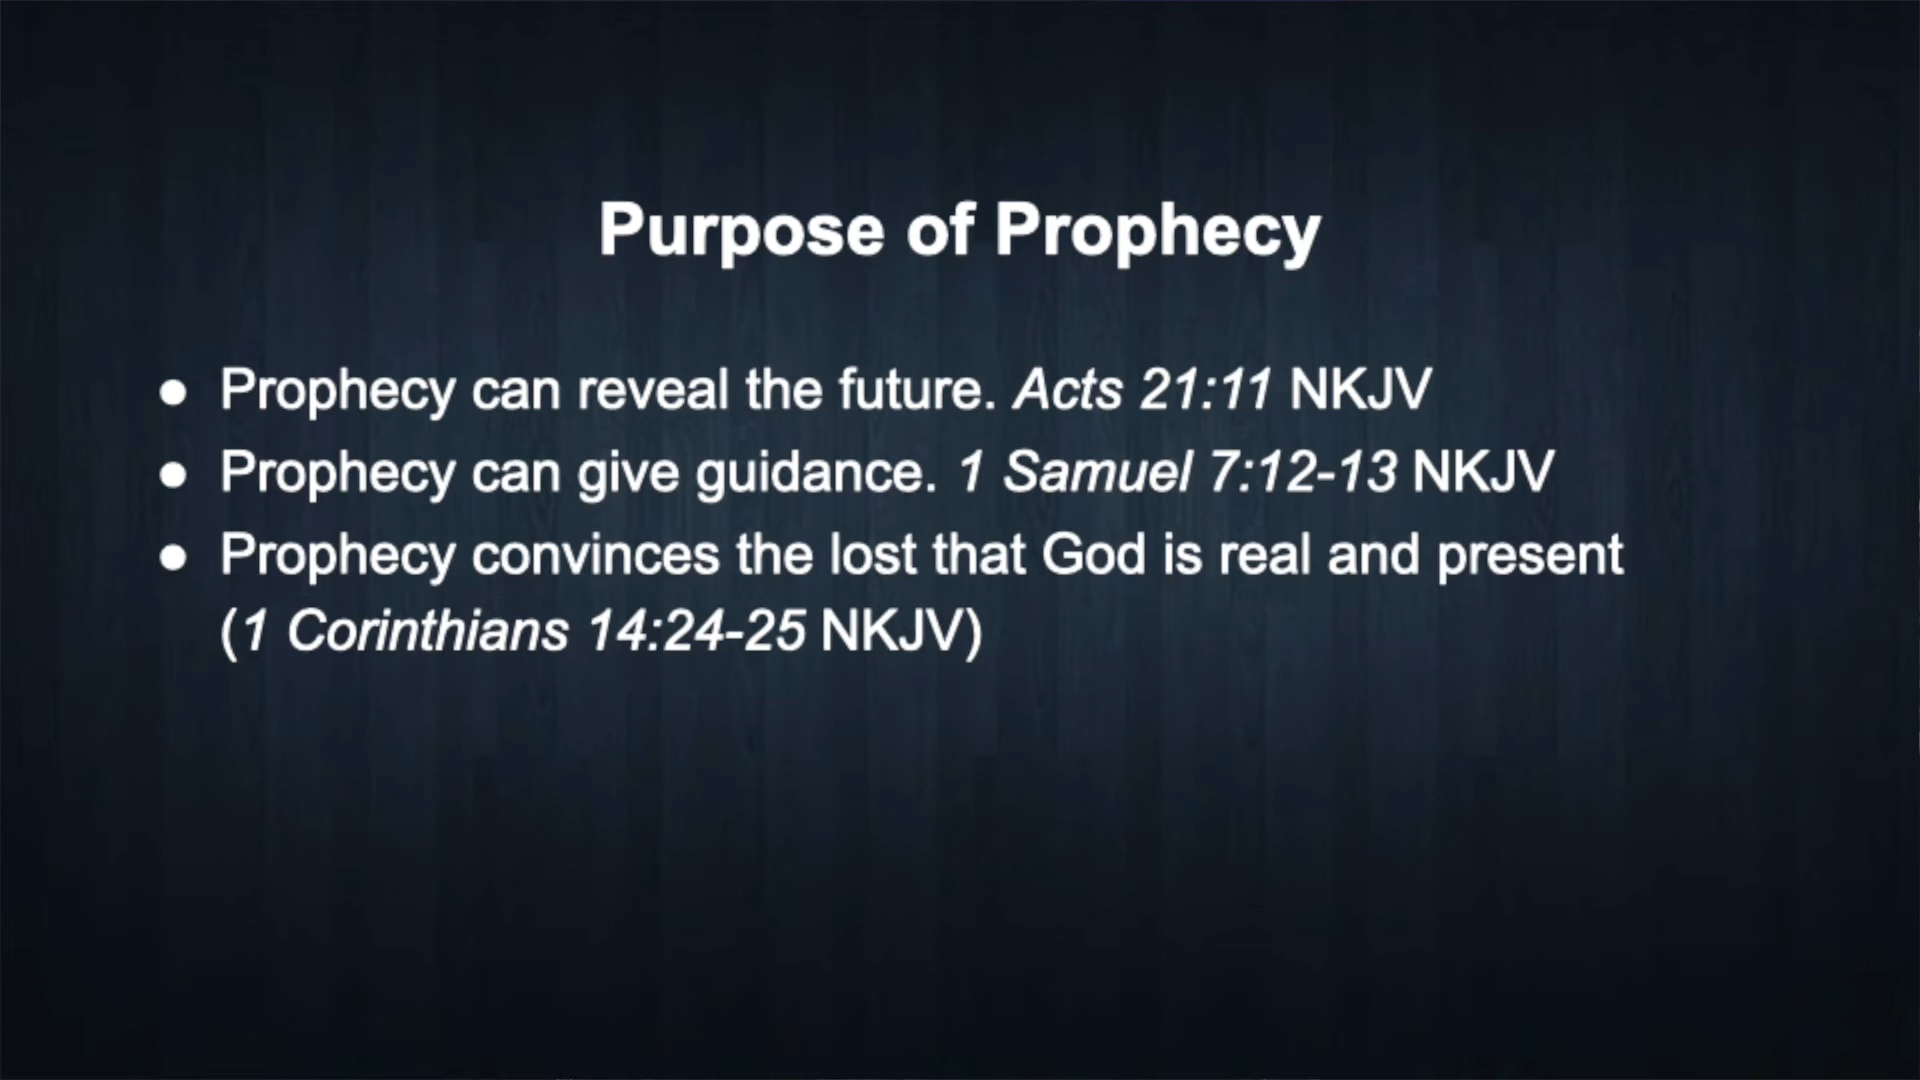 Purpose of Prophecy
● Prophecy can reveal the future. Acts 21:11 NKJV
● Prophecy can give guidance. 1 Samuel 7:12-13 NKJV
● Prophecy convinces the lost that God is real and present
(1 Corinthians 14:24-25 NKJV)